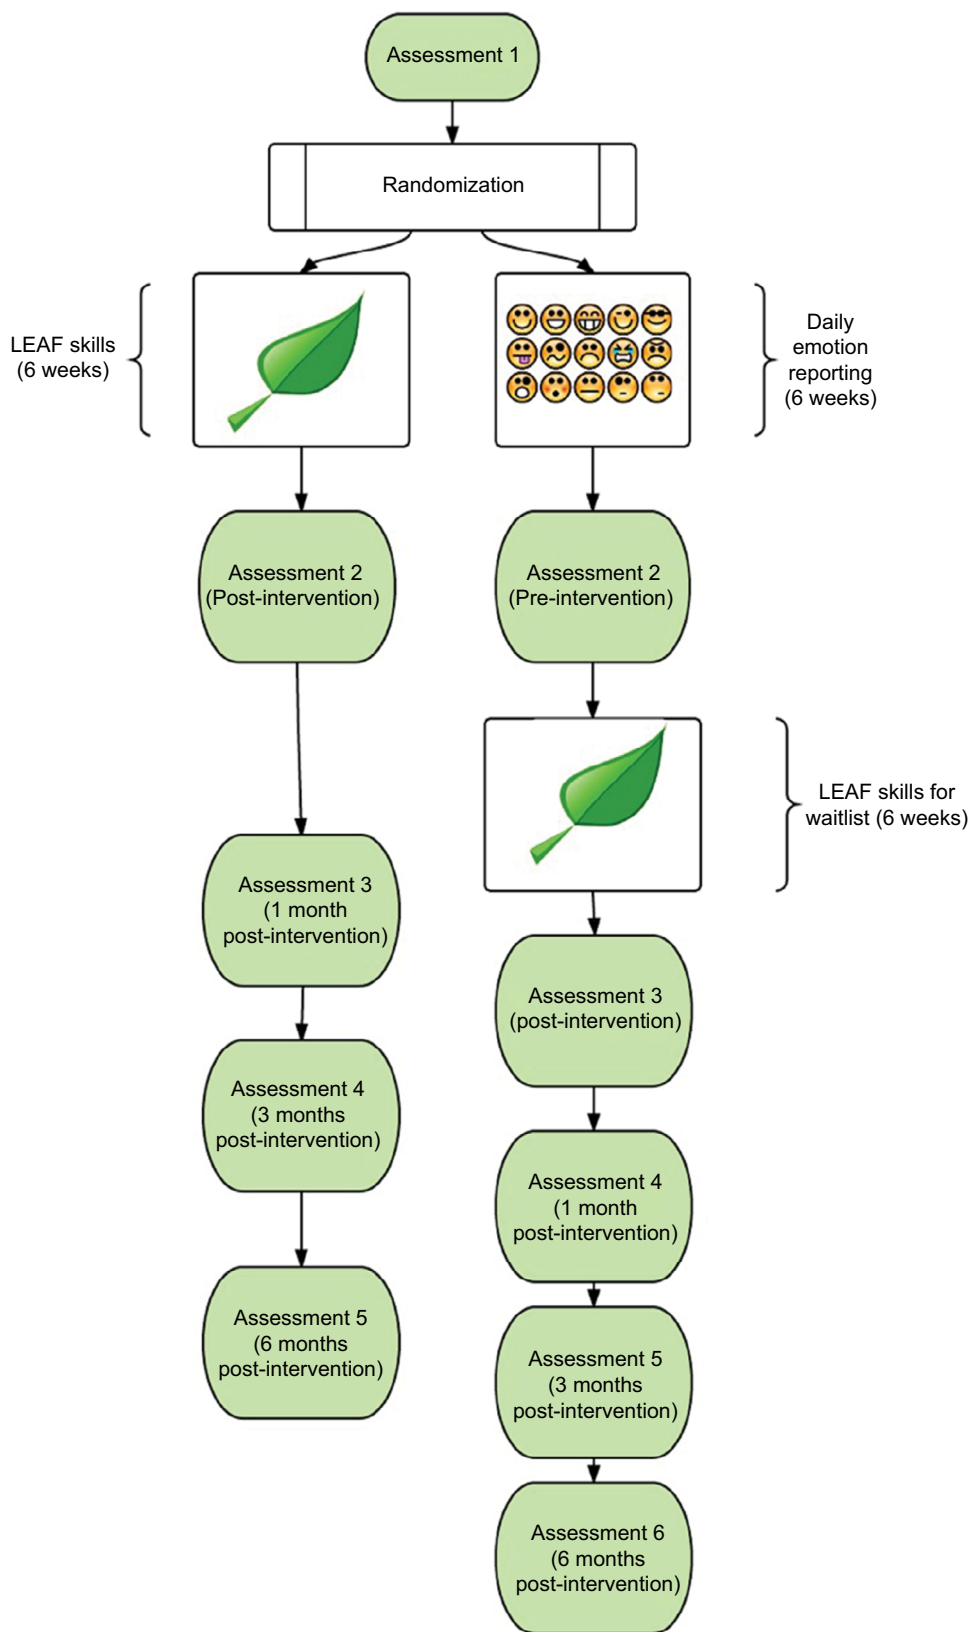 Assessment 1
Randomization
LEAF skills
(6 weeks)
Daily
emotion
reporting
(6 weeks)
Assessment 2
(Post-intervention)
Assessment 2
(Pre-intervention)
LEAF skills for
waitlist (6 weeks)
Assessment 3
(1 month
post-intervention)
Assessment 3
(post-intervention)
Assessment 4
(3 months
post-intervention)
Assessment 4
(1 month
post-intervention)
Assessment 5
(6 months
post-intervention)
Assessment 5
(3 months
post-intervention)
Assessment 6
(6 months
post-intervention)